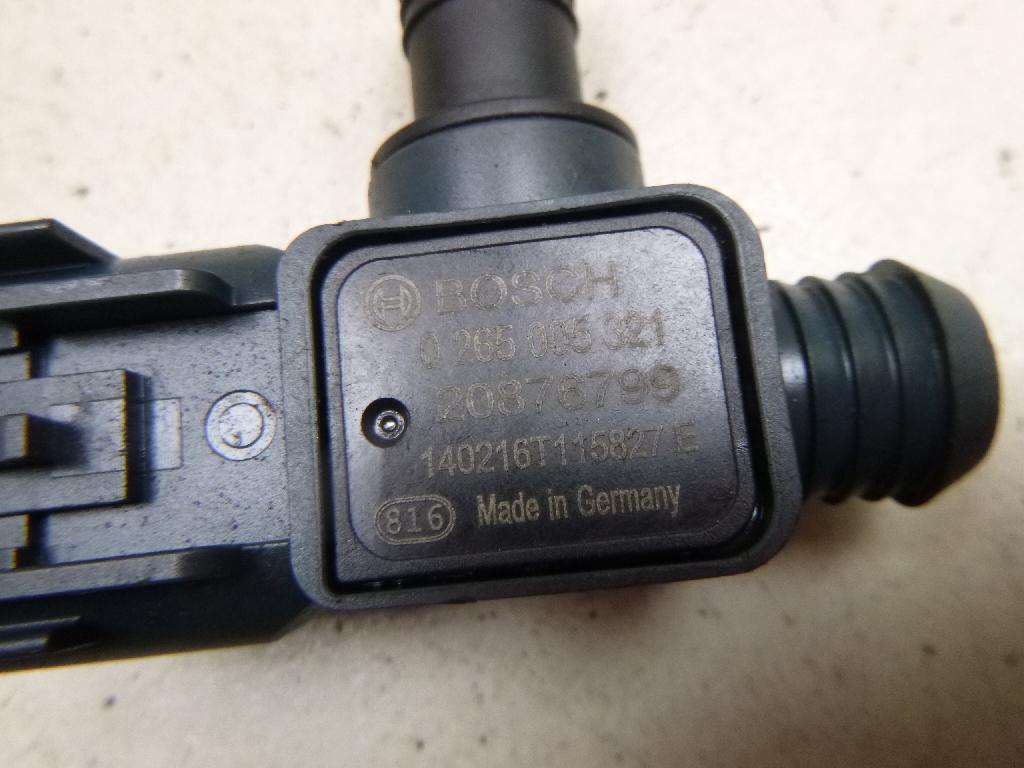 BOSCH
0 265 005 321
20876799
140216T115827 E
816 Made in Germany